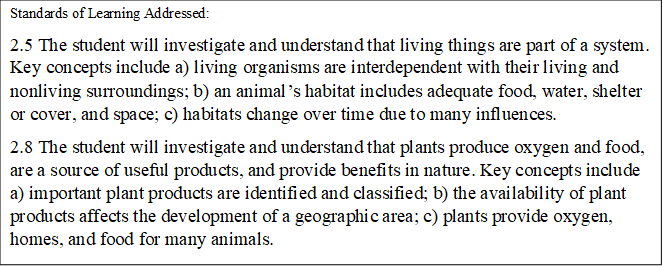 Standards of Learning Addressed:
2.5 The student will investigate and understand that living things are part of a system.
Key concepts include a) living organisms are interdependent with their living and
nonliving surroundings; b) an animal’s habitat includes adequate food, water, shelter
or cover, and space; c) habitats change over time due to many influences.
2.8 The student will investigate and understand that plants produce oxygen and food,
are a source of useful products, and provide benefits in nature. Key concepts include
a) important plant products are identified and classified; b) the availability of plant
products affects the development of a geographic area; c) plants provide oxygen,
homes, and food for many animals.